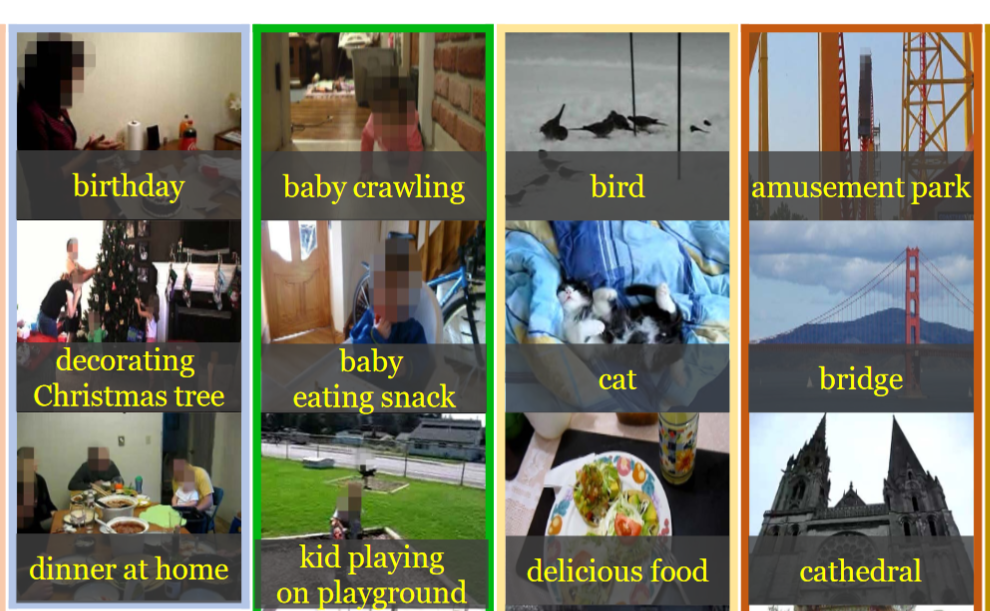 birthday
baby crawling
bird
amusement park
decorating
Christmas tree
baby
eating snack
cat
bridge
dinner at home
kid playing
on playground
delicious food
cathedral